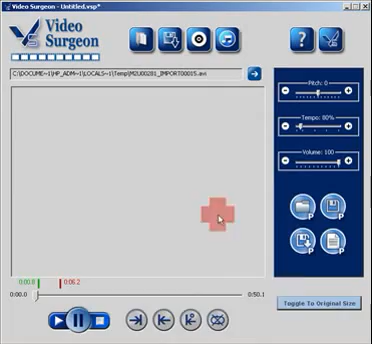 Video Surgeon - Untitled.vsp*
Video
Surgeon
?
C:\DOCUME~1\HP_ADM~1\LOCALS~1\Temp\M2U00281_IMPORT00015.avi
Pitch: 0
Tempo: 80%
Volume: 100
P
P
P
P
0:00.8
0:06.2
0:00.0
0:50.1
Toggle To Original Size